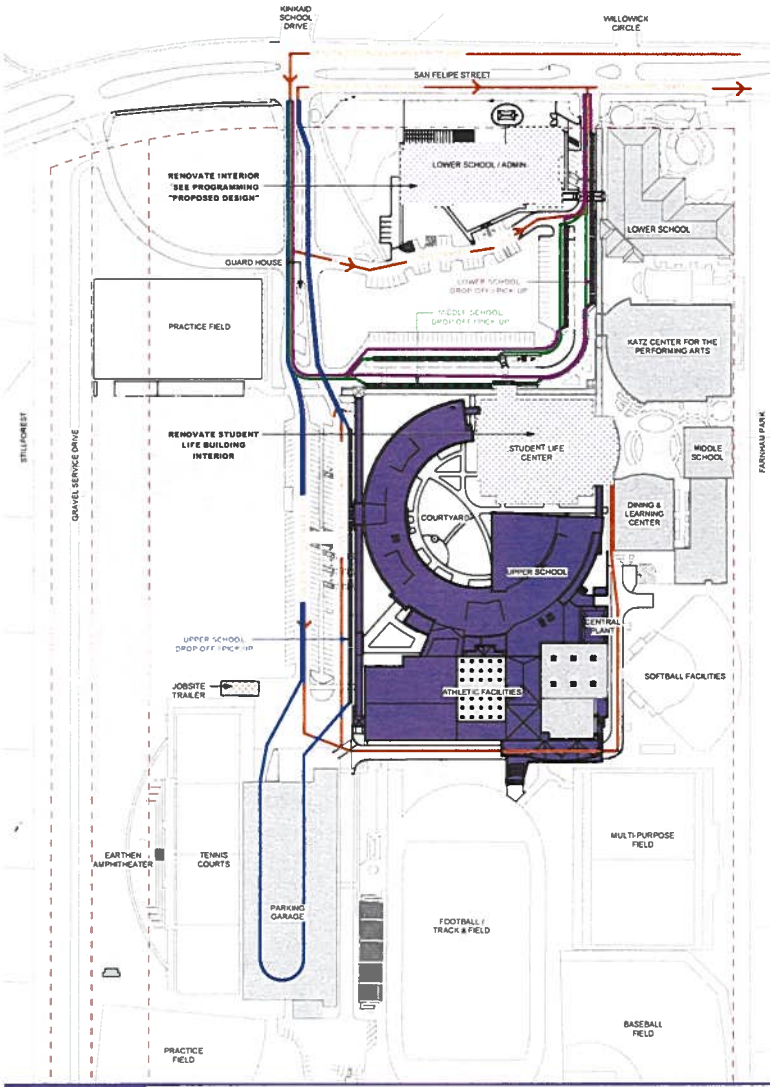 KINKAID
SCHOOL
DRIVE
WILLOWICK
CIRCLE
SAN FELIPE STREET
LOWER SCHOOL / ADMIN
RENOVATE INTERIOR
"SEE PROGRAMMING
"PROPOSED DESIGN"
LOWER SCHOOL
GUARD HOUSE
LOWER SCHOOL
DROP OFF / PICK UP
MIDDLE SCHOOL
DROP OFF / PICK UP
PRACTICE FIELD
KATZ CENTER FOR THE
PERFORMING ARTS
RENOVATE STUDENT
LIFE BUILDING
INTERIOR
STUDENT LIFE
CENTER
MIDDLE
SCHOOL
STILLFOREST
GRAVEL SERVICE DRIVE
FARNHAM PARK
COURTYARD
DINING &
LEARNING
CENTER
UPPER SCHOOL
CENTRAL
PLANT
UPPER SCHOOL
DROP OFF / PICK UP
SOFTBALL FACILITIES
JOBSITE
TRAILER
ATHLETIC FACILITIES
EARTHEN
AMPHITHEATER
TENNIS
COURTS
MULTI-PURPOSE
FIELD
PARKING
GARAGE
FOOTBALL /
TRACK & FIELD
BASEBALL
FIELD
PRACTICE
FIELD